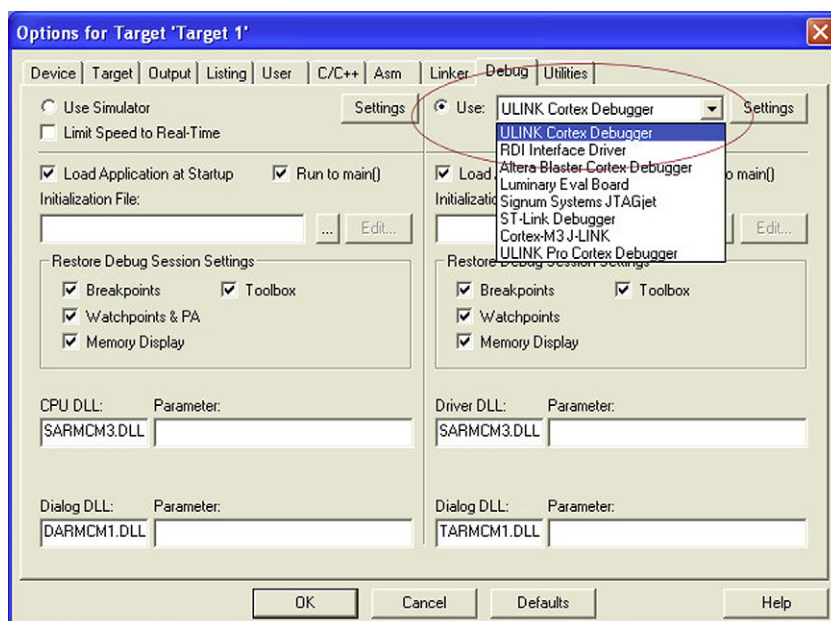 Options for Target 'Target 1'
Device Target Output Listing User C/C++ Asm Linker Debug Utilities
Use Simulator Settings
Limit Speed to Real-Time
Use: ULINK Cortex Debugger Settings
ULINK Cortex Debugger
RDI Interface Driver
Altera Blaster Cortex Debugger
Luminary Eval Board
Signum Systems JTAGjet
ST-Link Debugger
Cortex-M3 J-LINK
ULINK Pro Cortex Debugger
Load Application at Startup Run to main()
Initialization File:
... Edit...
Restore Debug Session Settings
Breakpoints Toolbox
Watchpoints & PA
Memory Display
Load o main()
Edit...
Breakpoints Toolbox
Watchpoints
Memory Display
CPU DLL: Parameter:
SARMCM3.DLL
Driver DLL: Parameter:
SARMCM3.DLL
Dialog DLL: Parameter:
DARMCM1.DLL
Dialog DLL: Parameter:
TARMCM1.DLL
OK Cancel Defaults Help